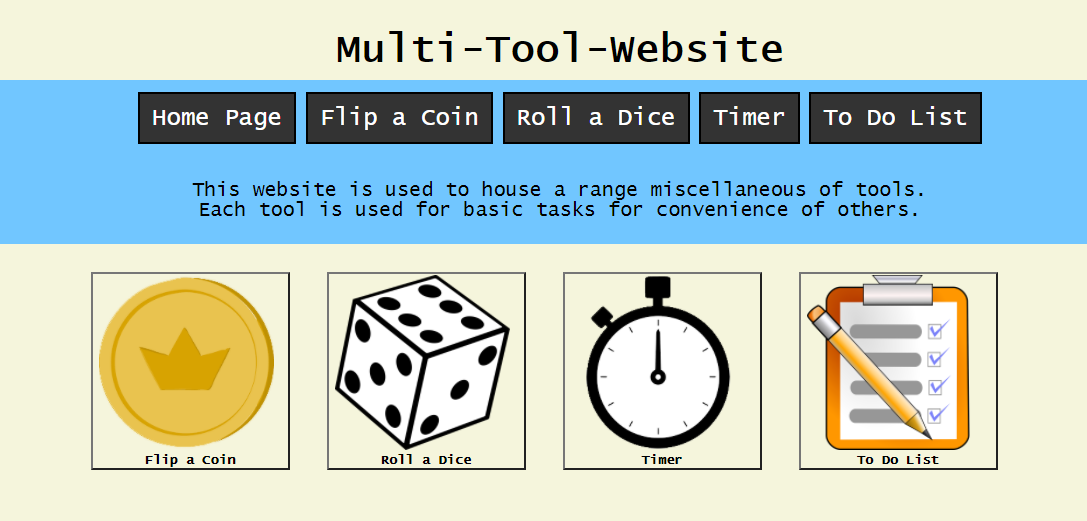 Multi-Tool-Website
Home Page Flip a Coin Roll a Dice Timer To Do List
This website is used to house a range miscellaneous of tools.
Each tool is used for basic tasks for convenience of others.
Flip a Coin Roll a Dice Timer To Do List